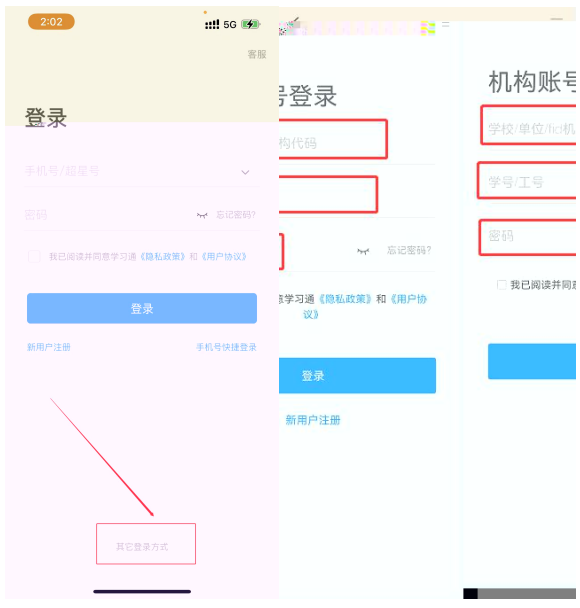 2:02
5G
客服
登录
手机号/超星号
密码
忘记密码?
我已阅读并同意学习通《隐私政策》和《用户协议》
登录
新用户注册
手机号快捷登录
其它登录方式
号登录
构代码
忘记密码?
意学习通《隐私政策》和《用户协
议》
登录
新用户注册
机构账号
学校/单位/fid机
学号/工号
密码
我已阅读并同意